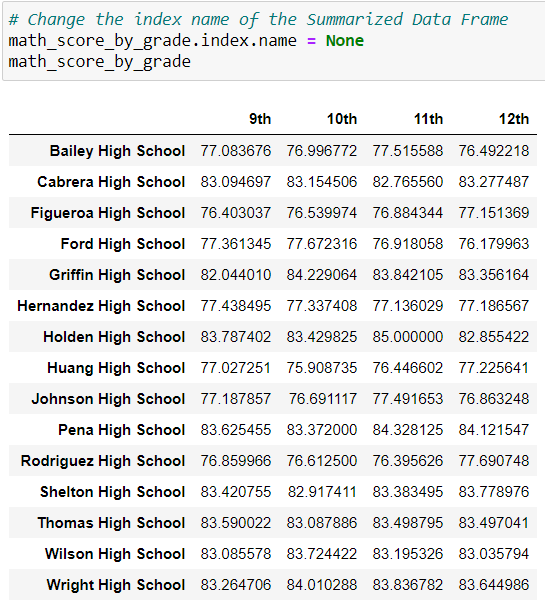 # Change the index name of the Summarized Data Frame
math_score_by_grade.index.name = None
math_score_by_grade
9th 10th 11th 12th
Bailey High School 77.083676 76.996772 77.515588 76.492218
Cabrera High School 83.094697 83.154506 82.765560 83.277487
Figueroa High School 76.403037 76.539974 76.884344 77.151369
Ford High School 77.361345 77.672316 76.918058 76.179963
Griffin High School 82.044010 84.229064 83.842105 83.356164
Hernandez High School 77.438495 77.337408 77.136029 77.186567
Holden High School 83.787402 83.429825 85.000000 82.855422
Huang High School 77.027251 75.908735 76.446602 77.225641
Johnson High School 77.187857 76.691117 77.491653 76.863248
Pena High School 83.625455 83.372000 84.328125 84.121547
Rodriguez High School 76.859966 76.612500 76.395626 77.690748
Shelton High School 83.420755 82.917411 83.383495 83.778976
Thomas High School 83.590022 83.087886 83.498795 83.497041
Wilson High School 83.085578 83.724422 83.195326 83.035794
Wright High School 83.264706 84.010288 83.836782 83.644986